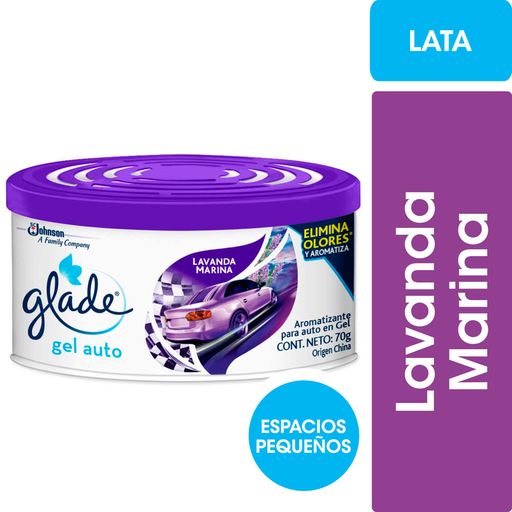 LATA
Lavanda
Marina
SC Johnson
A Family Company
glade®
gel auto
LAVANDA
MARINA
ELIMINA
OLORES*
Y AROMATIZA
Aromatizante
para auto en Gel
CONT. NETO: 70g
Origen China
ESPACIOS
PEQUEÑOS